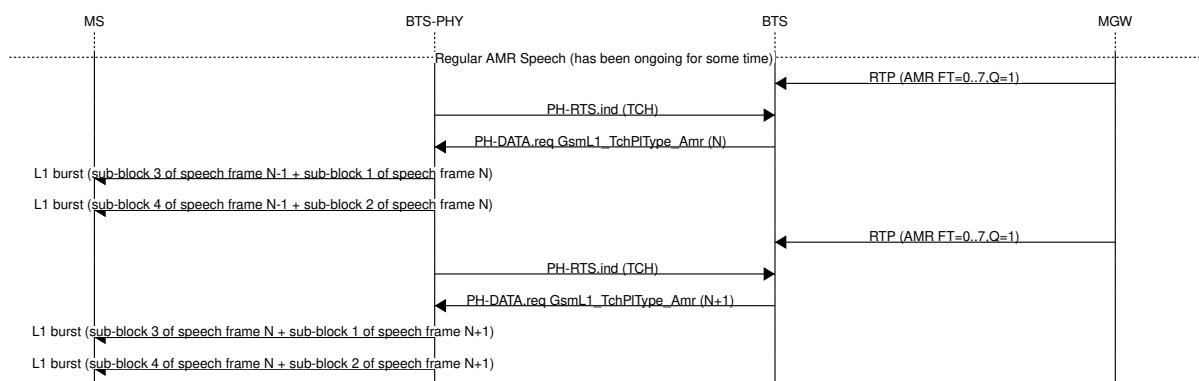 MS BTS-PHY BTS MGW
Regular AMR Speech (has been ongoing for some time)
RTP (AMR FT=0..7,Q=1)
PH-RTS.ind (TCH)
PH-DATA.req GsmL1_TchPlType_Amr (N)
L1 burst (sub-block 3 of speech frame N-1 + sub-block 1 of speech frame N)
L1 burst (sub-block 4 of speech frame N-1 + sub-block 2 of speech frame N)
RTP (AMR FT=0..7,Q=1)
PH-RTS.ind (TCH)
PH-DATA.req GsmL1_TchPlType_Amr (N+1)
L1 burst (sub-block 3 of speech frame N + sub-block 1 of speech frame N+1)
L1 burst (sub-block 4 of speech frame N + sub-block 2 of speech frame N+1)